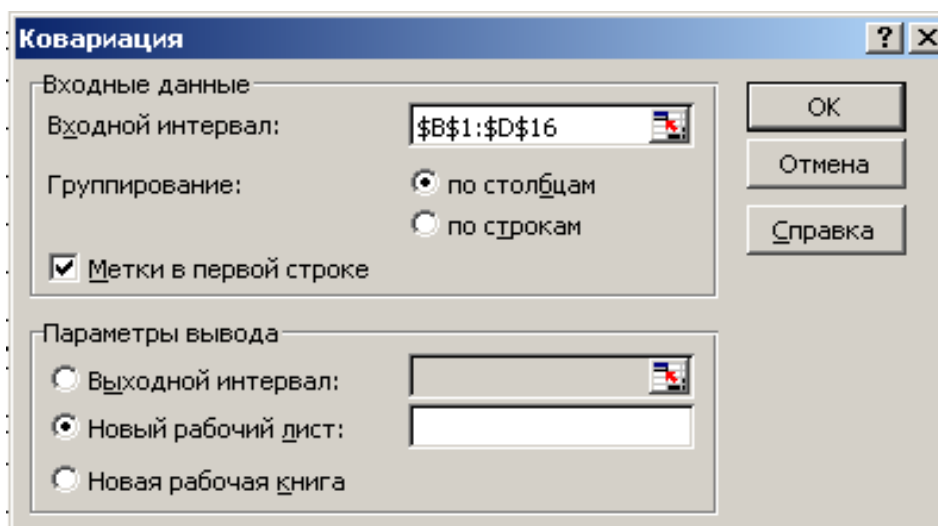 Ковариация
Входные данные
Входной интервал: $B$1:$D$16
Группирование: по столбцам
по строкам
Метки в первой строке
OK
Отмена
Справка
Параметры вывода
Выходной интервал:
Новый рабочий лист:
Новая рабочая книга